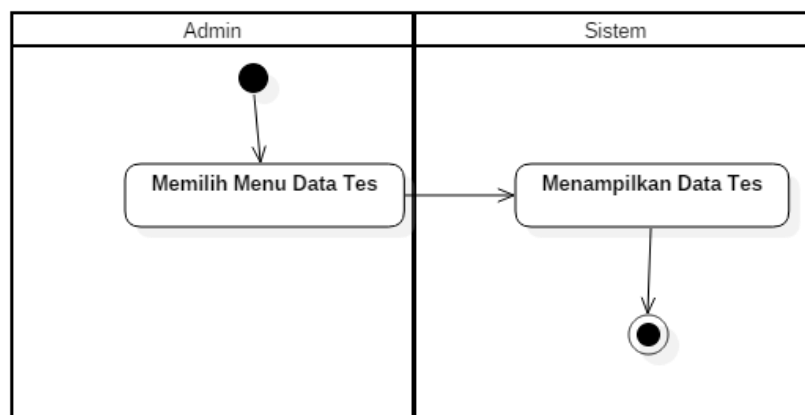 Admin
Sistem
Memilih Menu Data Tes
Menampilkan Data Tes